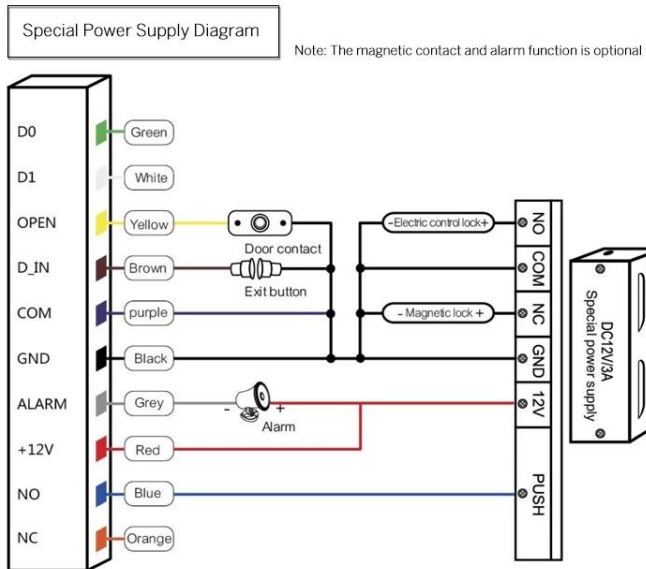 Special Power Supply Diagram
Note: The magnetic contact and alarm function is optional
D0
Green
D1
White
OPEN
Yellow
Door contact
-Electric control lock+
NO
D_IN
Brown
Exit button
COM
COM
purple
- Magnetic lock +
NC
GND
Black
GND
ALARM
Grey
- +
Alarm
12V
+12V
Red
NO
Blue
PUSH
NC
Orange
DC12V/3A
Special power supply